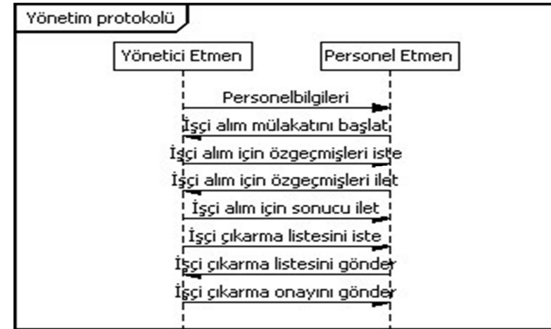 Yönetim protokolü
Yönetici Etmen
Personel Etmen
Personelbilgileri
İşçi alım mülakatını başlat
İşçi alım için özgeçmişleri iste
İşçi alım için özgeçmişleri ilet
İşçi alım için sonucu ilet
İşçi çıkarma listesini iste
İşçi çıkarma listesini gönder
İşçi çıkarma onayını gönder